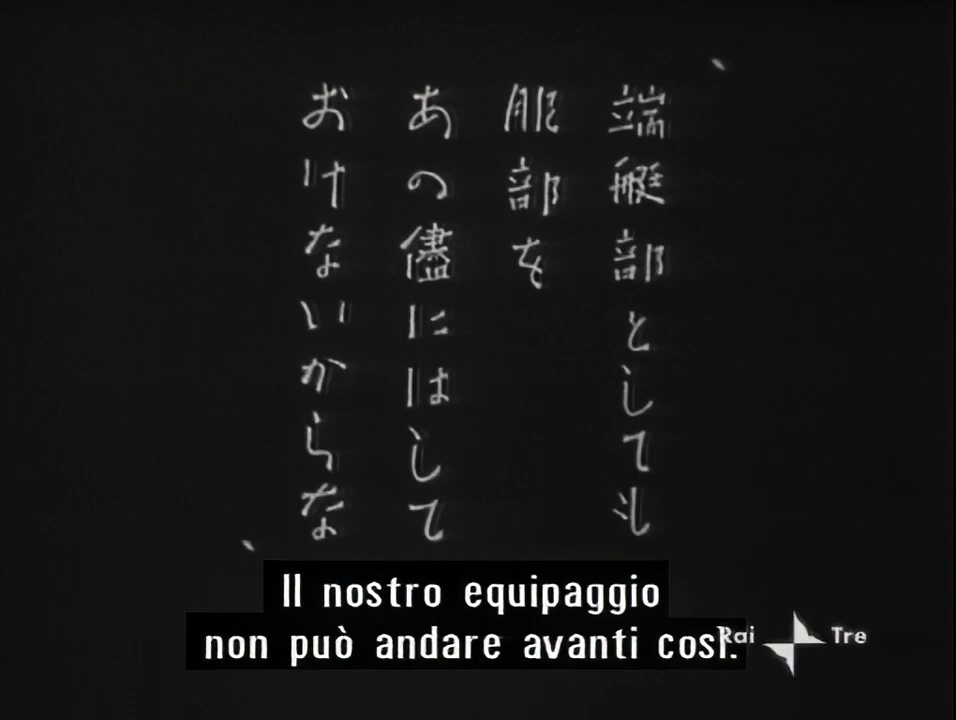 端艇部としても
服部を
あの儘にはして
おけないからな
Il nostro equipaggio
non può andare avanti così.
Rai Tre